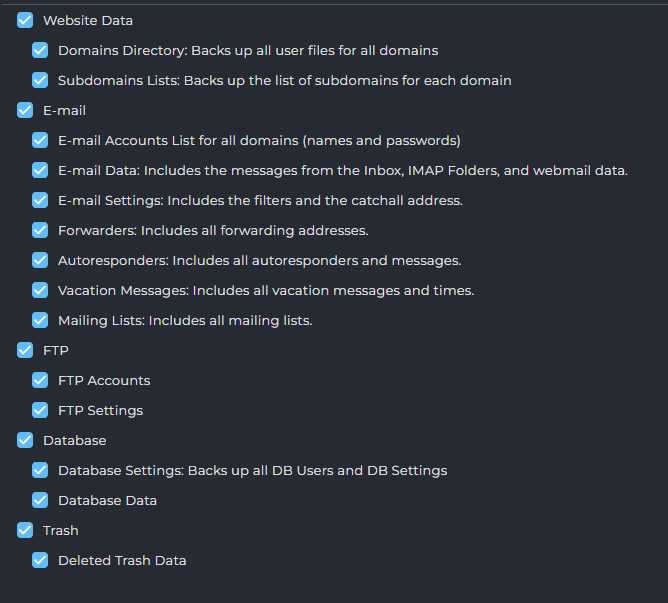 Website Data
Domains Directory: Backs up all user files for all domains
Subdomains Lists: Backs up the list of subdomains for each domain
E-mail
E-mail Accounts List for all domains (names and passwords)
E-mail Data: Includes the messages from the Inbox, IMAP Folders, and webmail data.
E-mail Settings: Includes the filters and the catchall address.
Forwarders: Includes all forwarding addresses.
Autoresponders: Includes all autoresponders and messages.
Vacation Messages: Includes all vacation messages and times.
Mailing Lists: Includes all mailing lists.
FTP
FTP Accounts
FTP Settings
Database
Database Settings: Backs up all DB Users and DB Settings
Database Data
Trash
Deleted Trash Data